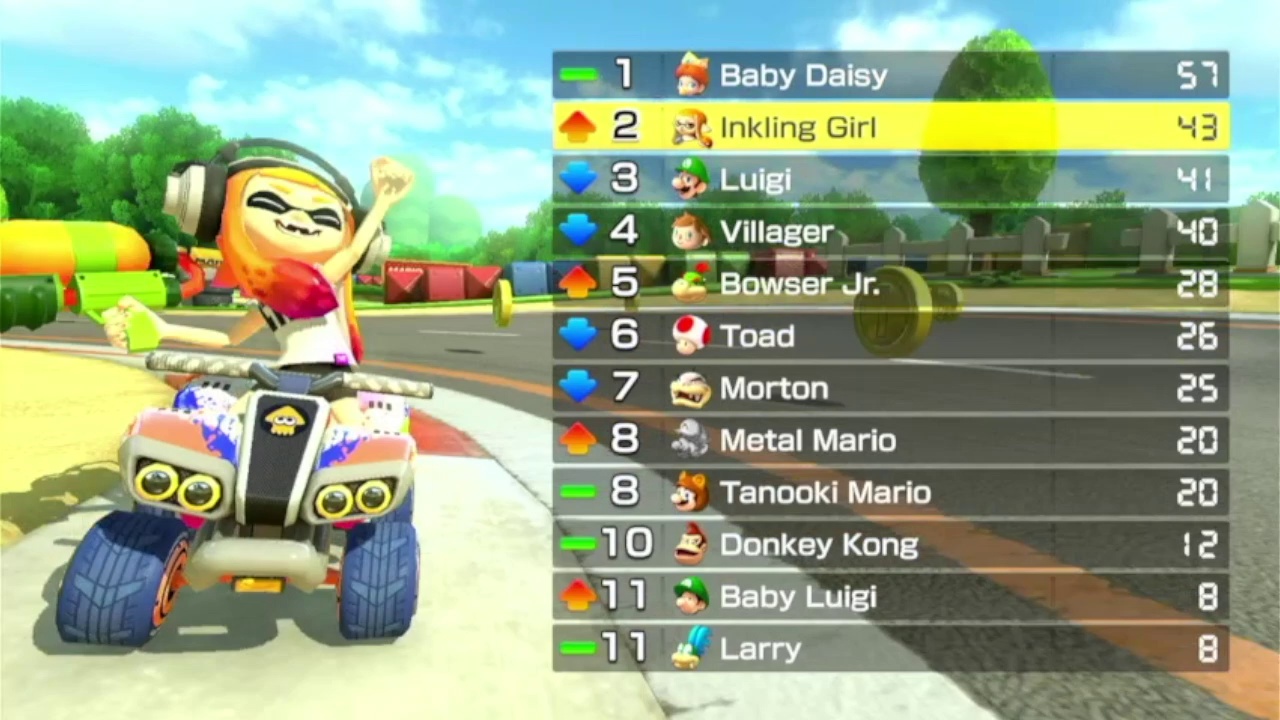 1 Baby Daisy 57
2 Inkling Girl 43
3 Luigi 41
4 Villager 40
5 Bowser Jr. 28
6 Toad 26
7 Morton 25
8 Metal Mario 20
8 Tanooki Mario 20
10 Donkey Kong 12
11 Baby Luigi 8
11 Larry 8
MARIO